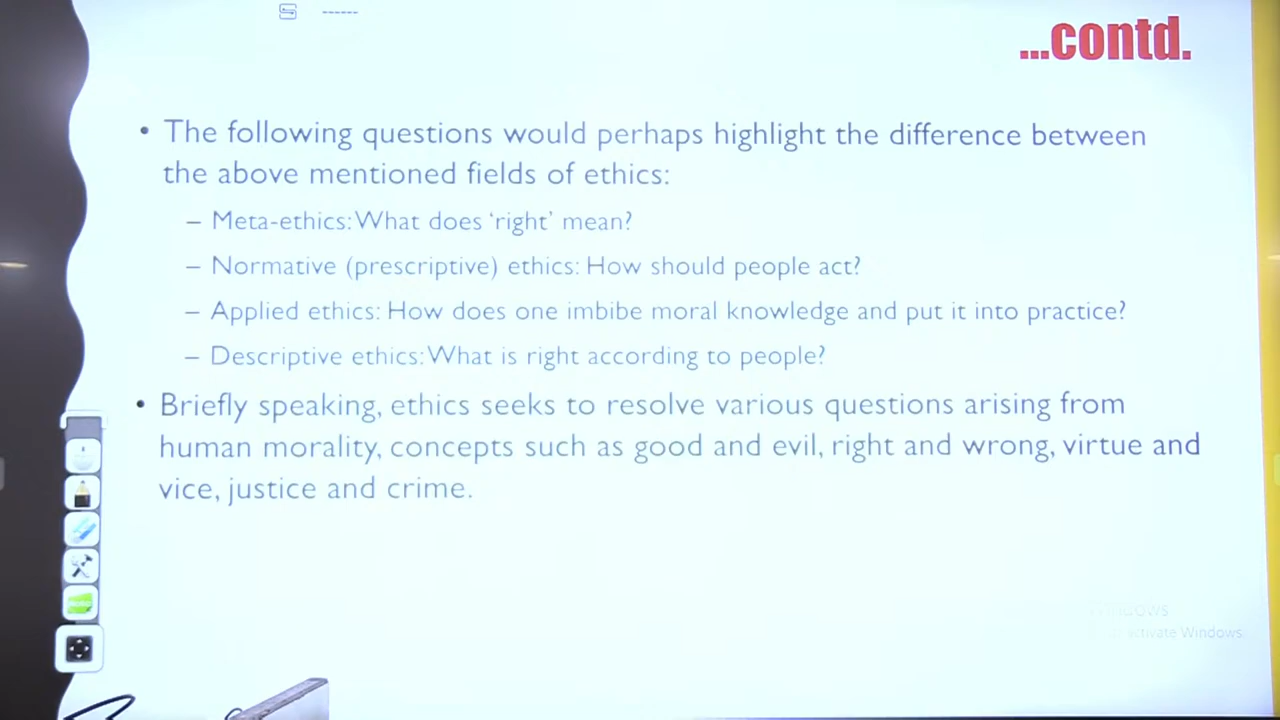 ...contd.
• The following questions would perhaps highlight the difference between
the above mentioned fields of ethics:
– Meta-ethics: What does ‘right’ mean?
– Normative (prescriptive) ethics: How should people act?
– Applied ethics: How does one imbibe moral knowledge and put it into practice?
– Descriptive ethics: What is right according to people?
• Briefly speaking, ethics seeks to resolve various questions arising from
human morality, concepts such as good and evil, right and wrong, virtue and
vice, justice and crime.
Windows